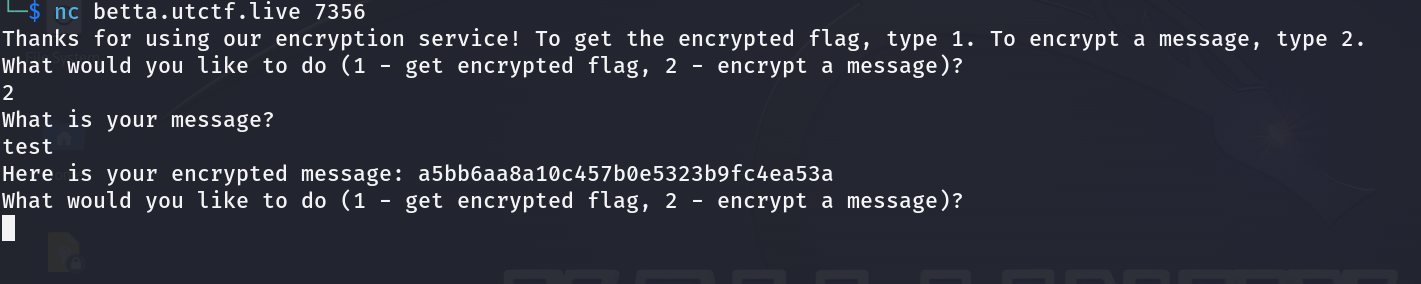 └─$ nc betta.utctf.live 7356
Thanks for using our encryption service! To get the encrypted flag, type 1. To encrypt a message, type 2.
What would you like to do (1 - get encrypted flag, 2 - encrypt a message)?
2
What is your message?
test
Here is your encrypted message: a5bb6aa8a10c457b0e5323b9fc4ea53a
What would you like to do (1 - get encrypted flag, 2 - encrypt a message)?